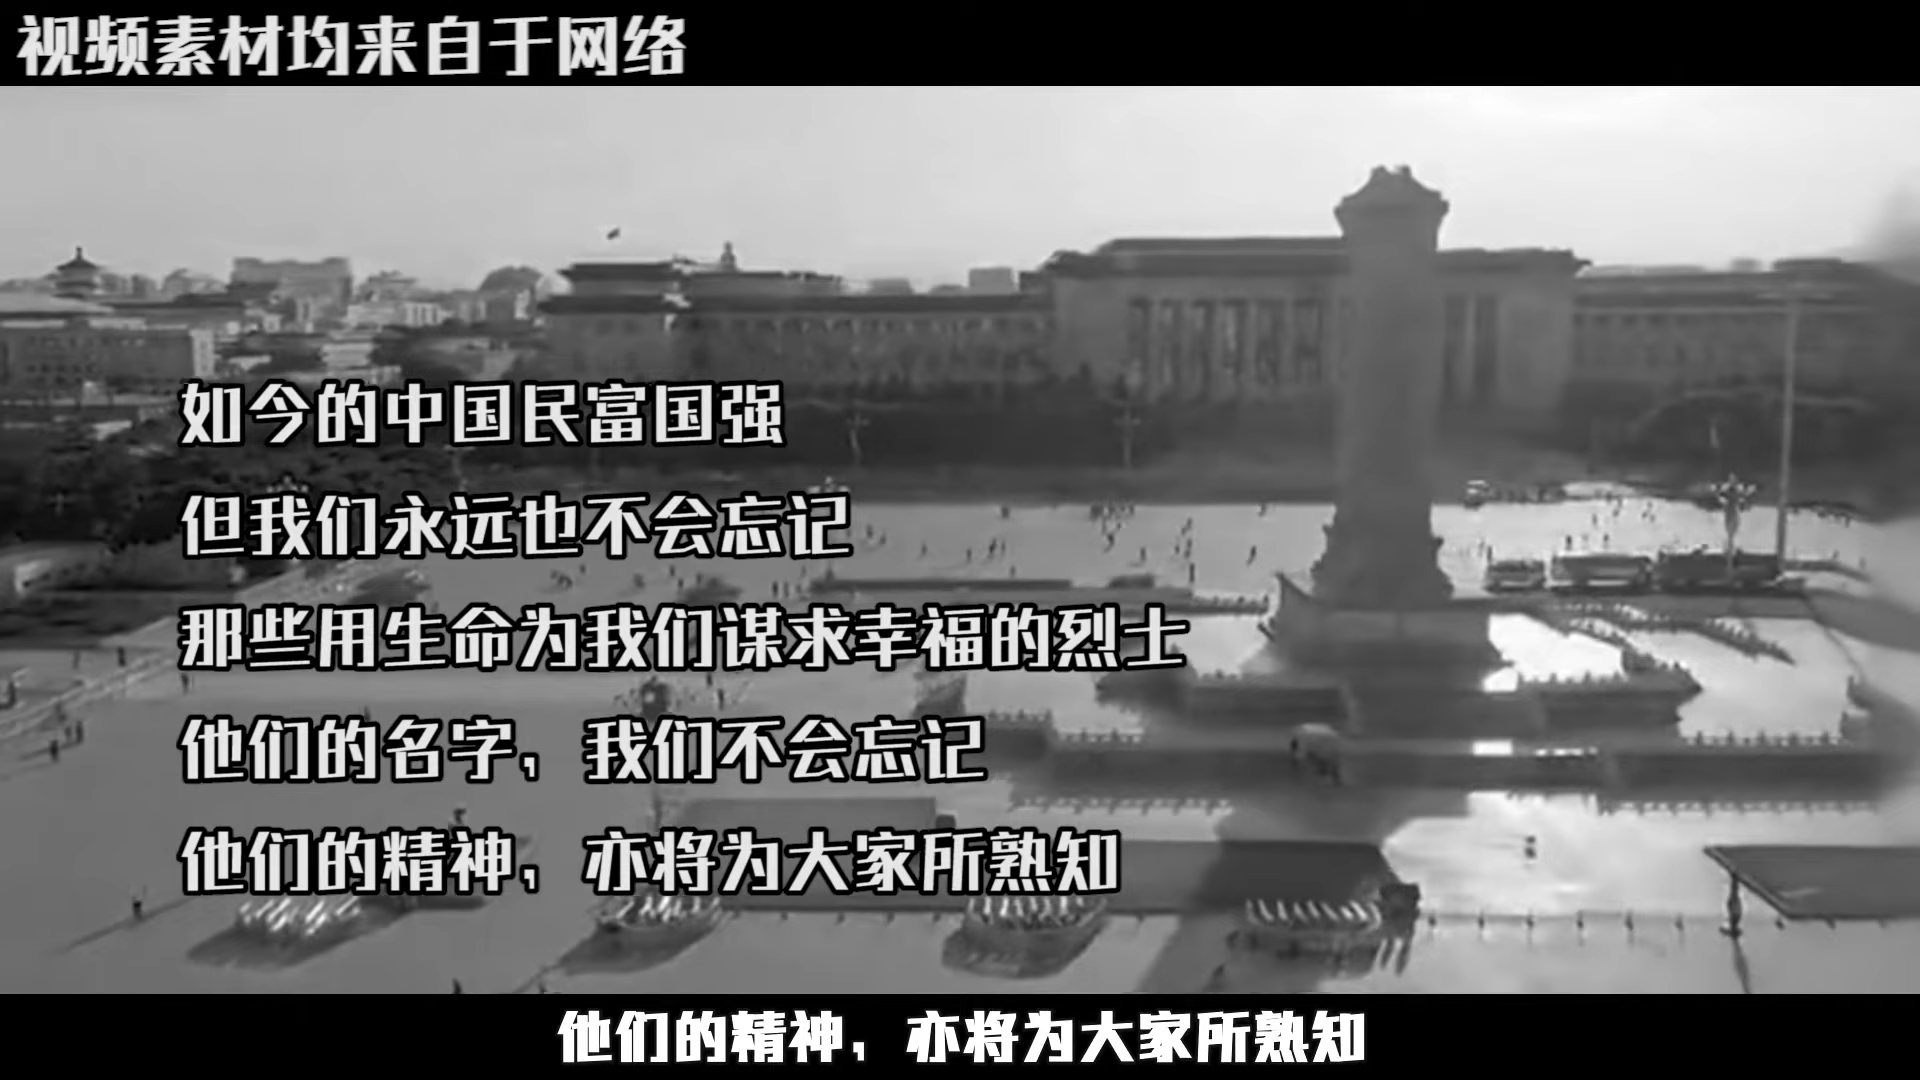 视频素材均来自于网络
如今的中国民富国强
但我们永远也不会忘记
那些用生命为我们谋求幸福的烈士
他们的名字，我们不会忘记
他们的精神，亦将为大家所熟知
他们的精神，亦将为大家所熟知